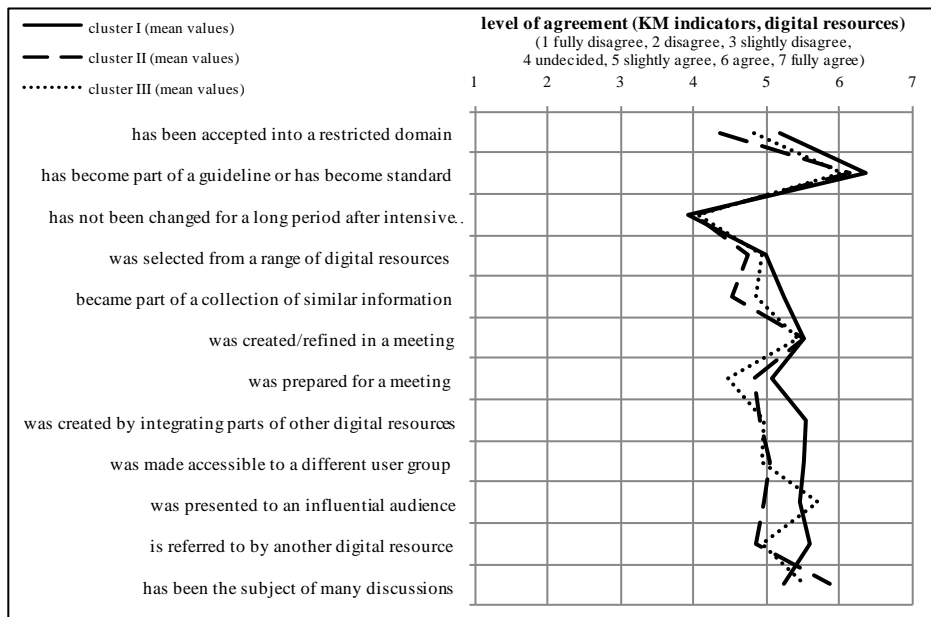 cluster I (mean values)
cluster II (mean values)
cluster III (mean values)
level of agreement (KM indicators, digital resources)
(1 fully disagree, 2 disagree, 3 slightly disagree,
4 undecided, 5 slightly agree, 6 agree, 7 fully agree)
1 2 3 4 5 6 7
has been accepted into a restricted domain
has become part of a guideline or has become standard
has not been changed for a long period after intensive..
was selected from a range of digital resources
became part of a collection of similar information
was created/refined in a meeting
was prepared for a meeting
was created by integrating parts of other digital resources
was made accessible to a different user group
was presented to an influential audience
is referred to by another digital resource
has been the subject of many discussions